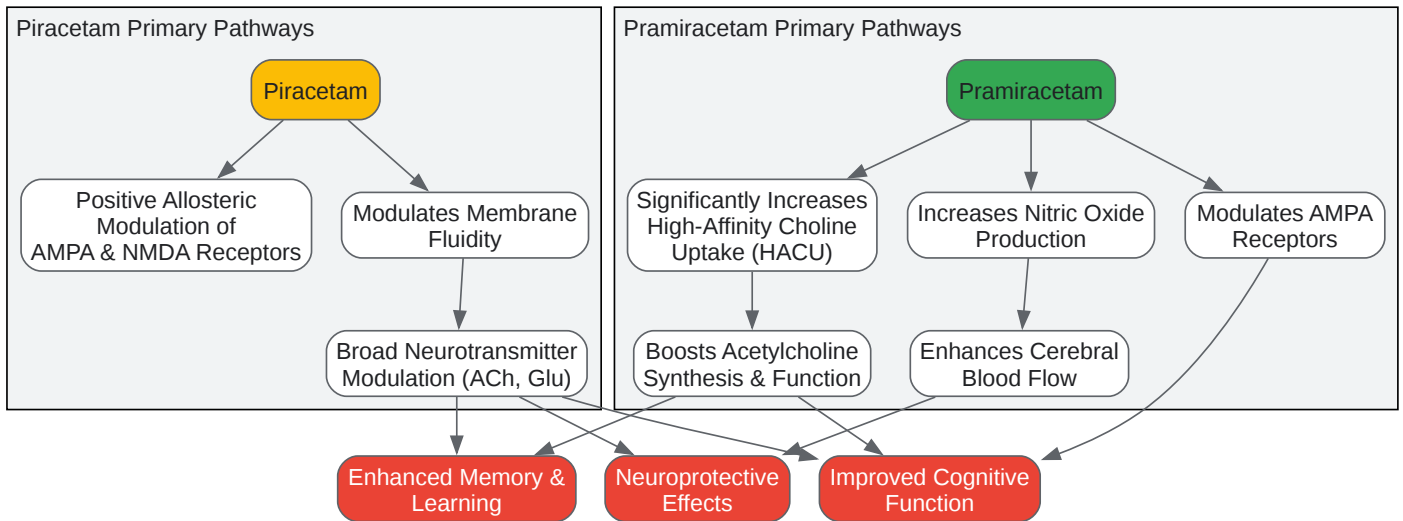 Piracetam Primary Pathways
Piracetam
Positive Allosteric
Modulation of
AMPA & NMDA Receptors
Modulates Membrane
Fluidity
Broad Neurotransmitter
Modulation (ACh, Glu)
Pramiracetam Primary Pathways
Pramiracetam
Significantly Increases
High-Affinity Choline
Uptake (HACU)
Increases Nitric Oxide
Production
Modulates AMPA
Receptors
Boosts Acetylcholine
Synthesis & Function
Enhances Cerebral
Blood Flow
Enhanced Memory &
Learning
Neuroprotective
Effects
Improved Cognitive
Function